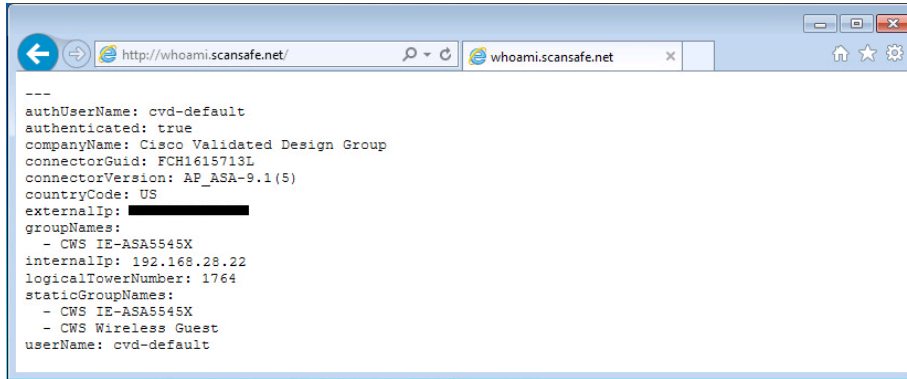 http://whoami.scansafe.net/
whoami.scansafe.net
---
authUserName: cvd-default
authenticated: true
companyName: Cisco Validated Design Group
connectorGuid: FCH1615713L
connectorVersion: AP_ASA-9.1(5)
countryCode: US
externalIp:
groupNames:
- CWS IE-ASA5545X
internalIp: 192.168.28.22
logicalTowerNumber: 1764
staticGroupNames:
- CWS IE-ASA5545X
- CWS Wireless Guest
userName: cvd-default